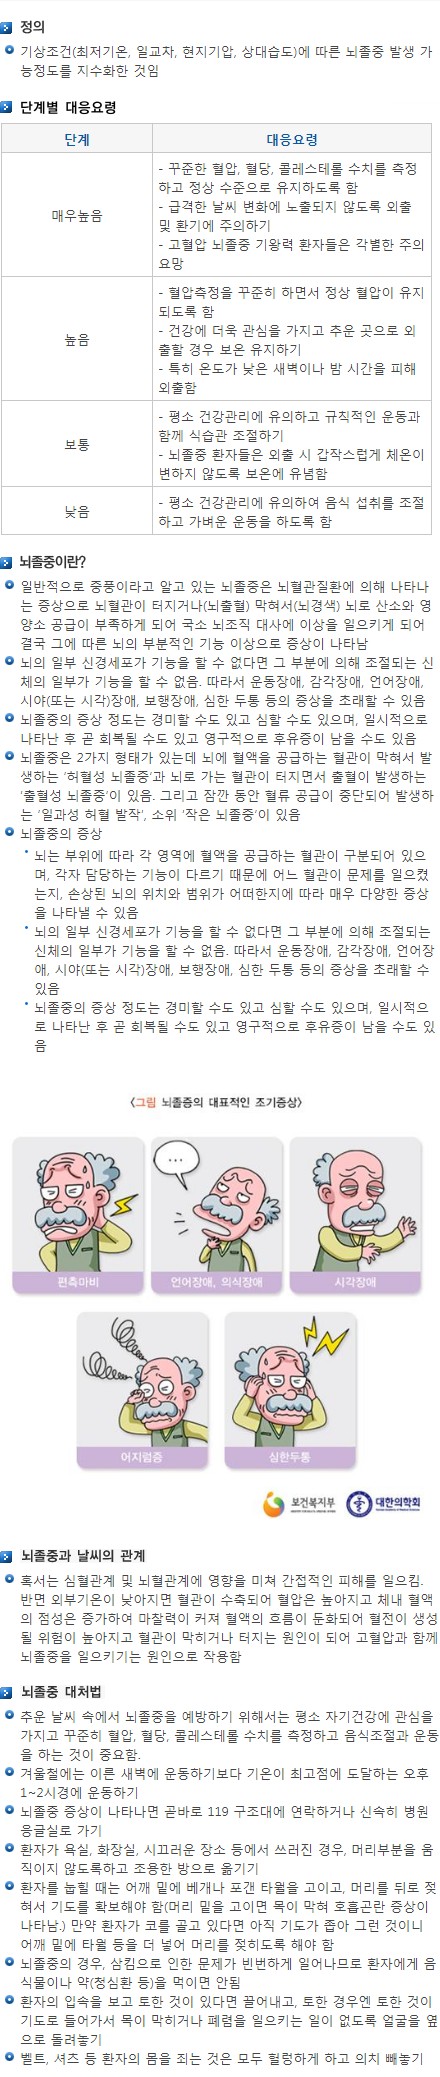 정의
기상조건(최저기온, 일교차, 현지기압, 상대습도)에 따른 뇌졸중 발생 가
능정도를 지수화한 것임
단계별 대응요령
단계 대응요령
매우높음
- 꾸준한 혈압, 혈당, 콜레스테롤 수치를 측정
하고 정상 수준으로 유지하도록 함
- 급격한 날씨 변화에 노출되지 않도록 외출
및 환기에 주의하기
- 고혈압 뇌졸중 기왕력 환자들은 각별한 주의
요망
높음
- 혈압측정을 꾸준히 하면서 정상 혈압이 유지
되도록 함
- 건강에 더욱 관심을 가지고 추운 곳으로 외
출할 경우 보온 유지하기
- 특히 온도가 낮은 새벽이나 밤 시간을 피해
외출함
보통
- 평소 건강관리에 유의하고 규칙적인 운동과
함께 식습관 조절하기
- 뇌졸중 환자들은 외출 시 갑작스럽게 체온이
변하지 않도록 보온에 유념함
낮음
- 평소 건강관리에 유의하여 음식 섭취를 조절
하고 가벼운 운동을 하도록 함
뇌졸중이란?
일반적으로 중풍이라고 알고 있는 뇌졸중은 뇌혈관질환에 의해 나타나
는 증상으로 뇌혈관이 터지거나(뇌출혈) 막혀서(뇌경색) 뇌로 산소와 영
양소 공급이 부족하게 되어 국소 뇌조직 대사에 이상을 일으키게 되어
결국 그에 따른 뇌의 부분적인 기능 이상으로 증상이 나타남
뇌의 일부 신경세포가 기능을 할 수 없다면 그 부분에 의해 조절되는 신
체의 일부가 기능을 할 수 없음. 따라서 운동장애, 감각장애, 언어장애,
시야(또는 시각)장애, 보행장애, 심한 두통 등의 증상을 초래할 수 있음
뇌졸중의 증상 정도는 경미할 수도 있고 심할 수도 있으며, 일시적으로
나타난 후 곧 회복될 수도 있고 영구적으로 후유증이 남을 수도 있음
뇌졸중은 2가지 형태가 있는데 뇌에 혈액을 공급하는 혈관이 막혀서 발
생하는 '허혈성 뇌졸중'과 뇌로 가는 혈관이 터지면서 출혈이 발생하는
'출혈성 뇌졸중'이 있음. 그리고 잠깐 동안 혈류 공급이 중단되어 발생하
는 '일과성 허혈 발작', 소위 '작은 뇌졸중'이 있음
뇌졸중의 증상
뇌는 부위에 따라 각 영역에 혈액을 공급하는 혈관이 구분되어 있으
며, 각자 담당하는 기능이 다르기 때문에 어느 혈관이 문제를 일으켰
는지, 손상된 뇌의 위치와 범위가 어떠한지에 따라 매우 다양한 증상
을 나타낼 수 있음
뇌의 일부 신경세포가 기능을 할 수 없다면 그 부분에 의해 조절되는
신체의 일부가 기능을 할 수 없음. 따라서 운동장애, 감각장애, 언어장
애, 시야(또는 시각)장애, 보행장애, 심한 두통 등의 증상을 초래할 수
있음
뇌졸중의 증상 정도는 경미할 수도 있고 심할 수도 있으며, 일시적으
로 나타난 후 곧 회복될 수도 있고 영구적으로 후유증이 남을 수도 있
음
<그림 뇌졸증의 대표적인 조기증상>
...
편측마비 언어장애, 의식장애 시각장애
어지럼증 심한두통
보건복지부 대한의학회
뇌졸중과 날씨의 관계
혹서는 심혈관계 및 뇌혈관계에 영향을 미쳐 간접적인 피해를 일으킴.
반면 외부기온이 낮아지면 혈관이 수축되어 혈압은 높아지고 체내 혈액
의 점성은 증가하여 마찰력이 커져 혈액의 흐름이 둔화되어 혈전이 생성
될 위험이 높아지고 혈관이 막히거나 터지는 원인이 되어 고혈압과 함께
뇌졸중을 일으키기는 원인으로 작용함
뇌졸중 대처법
추운 날씨 속에서 뇌졸중을 예방하기 위해서는 평소 자기건강에 관심을
가지고 꾸준히 혈압, 혈당, 콜레스테롤 수치를 측정하고 음식조절과 운동
을 하는 것이 중요함.
겨울철에는 이른 새벽에 운동하기보다 기온이 최고점에 도달하는 오후
1~2시경에 운동하기
뇌졸중 증상이 나타나면 곧바로 119 구조대에 연락하거나 신속히 병원
응급실로 가기
환자가 욕실, 화장실, 시끄러운 장소 등에서 쓰러진 경우, 머리부분을 움
직이지 않도록하고 조용한 방으로 옮기기
환자를 눕힐 때는 어깨 밑에 베개나 포갠 타월을 고이고, 머리를 뒤로 젖
혀서 기도를 확보해야 함(머리 밑을 고이면 목이 막혀 호흡곤란 증상이
나타남.) 만약 환자가 코를 골고 있다면 아직 기도가 좁아 그런 것이니
어깨 밑에 타월 등을 더 넣어 머리를 젖히도록 해야 함
뇌졸중의 경우, 삼킴으로 인한 문제가 빈번하게 일어나므로 환자에게 음
식물이나 약(청심환 등)을 먹이면 안됨
환자의 입속을 보고 토한 것이 있다면 끌어내고, 토한 경우엔 토한 것이
기도로 들어가서 목이 막히거나 폐렴을 일으키는 일이 없도록 얼굴을 옆
으로 돌려놓기
벨트, 셔츠 등 환자의 몸을 죄는 것은 모두 헐렁하게 하고 의치 빼놓기